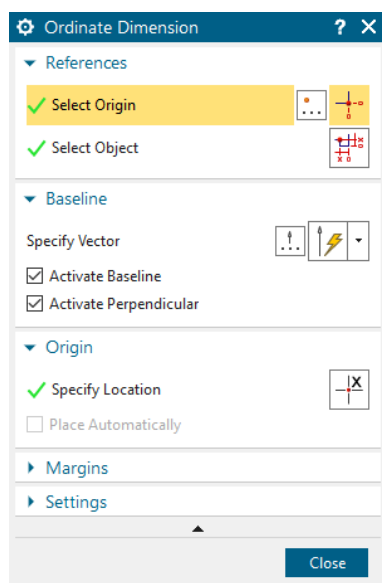 Ordinate Dimension ? X
References
Select Origin
Select Object
Baseline
Specify Vector
Activate Baseline
Activate Perpendicular
Origin
Specify Location
Place Automatically
Margins
Settings
Close